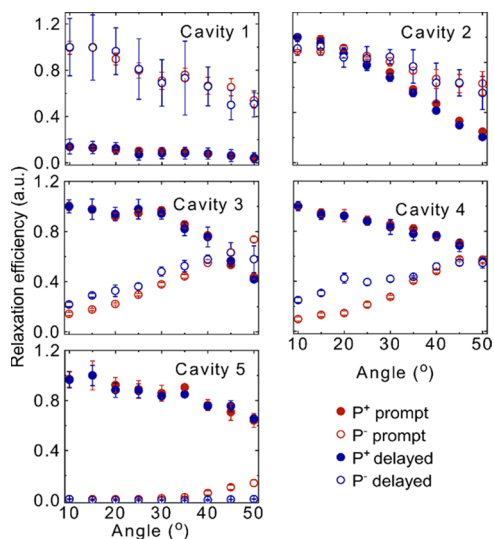 Cavity 1
Cavity 2
1.2
0.8
0.4
0.0
Cavity 3
Cavity 4
1.2
0.8
0.4
0.0
10 20 30 40 50
Angle (°)
Cavity 5
1.2
0.8
0.4
0.0
10 20 30 40 50
Angle (°)
Relaxation efficiency (a.u.)
P⁺ prompt
P⁻ prompt
P⁺ delayed
P⁻ delayed